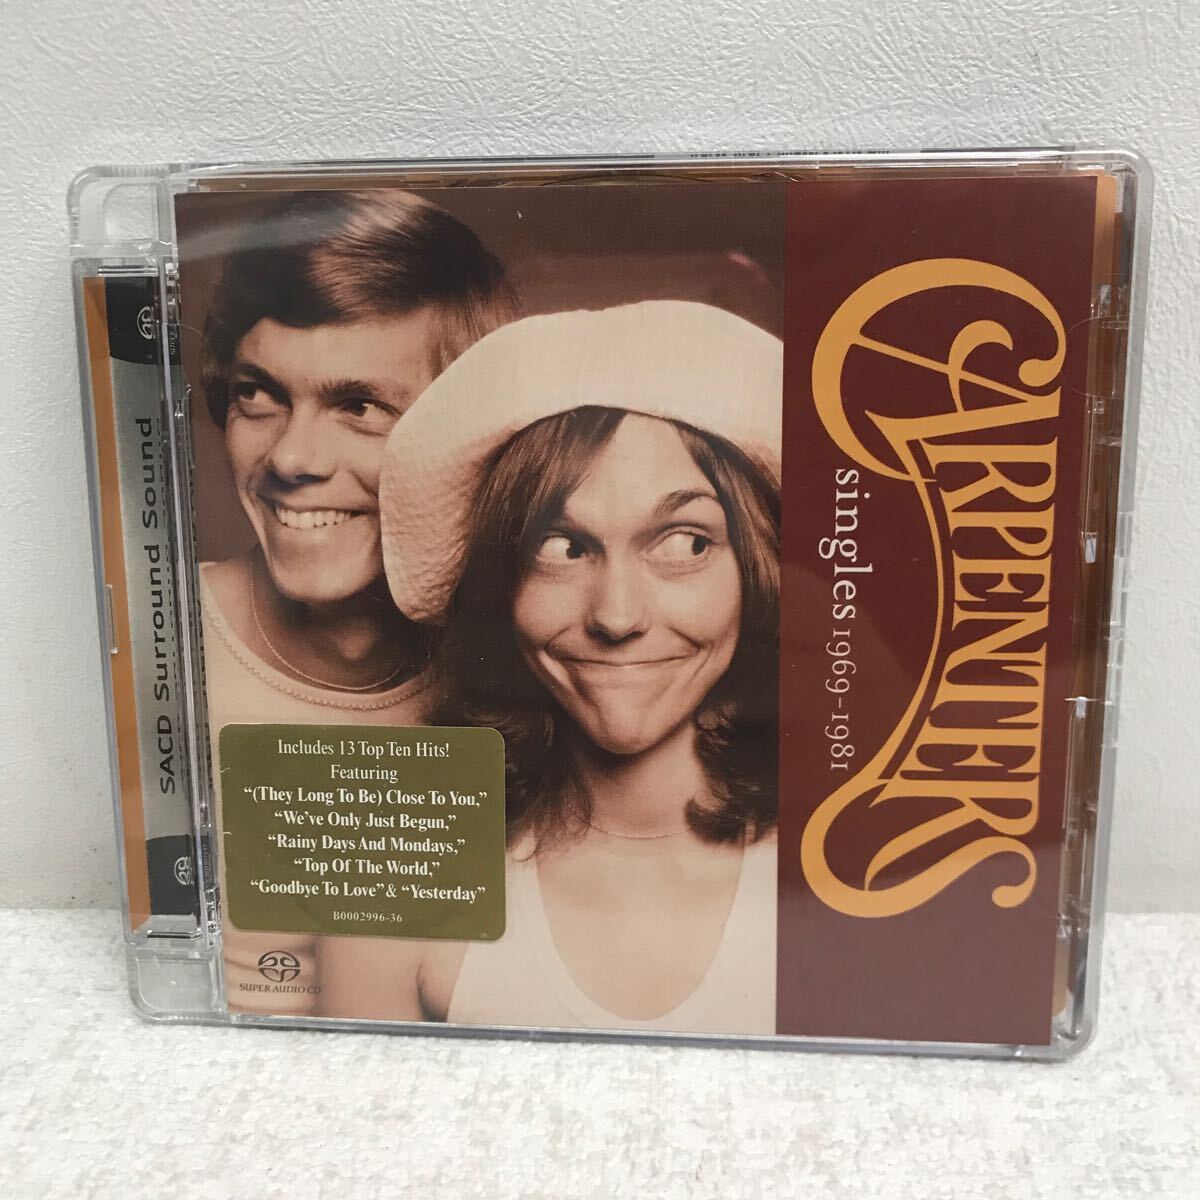 CARPENTERS
singles 1969-1981
Includes 13 Top Ten Hits!
Featuring
“(They Long To Be) Close To You,”
“We’ve Only Just Begun,”
“Rainy Days And Mondays,”
“Top Of The World,”
“Goodbye To Love” & “Yesterday”
B0002996-36
SUPER AUDIO CD
SACD Surround Sound